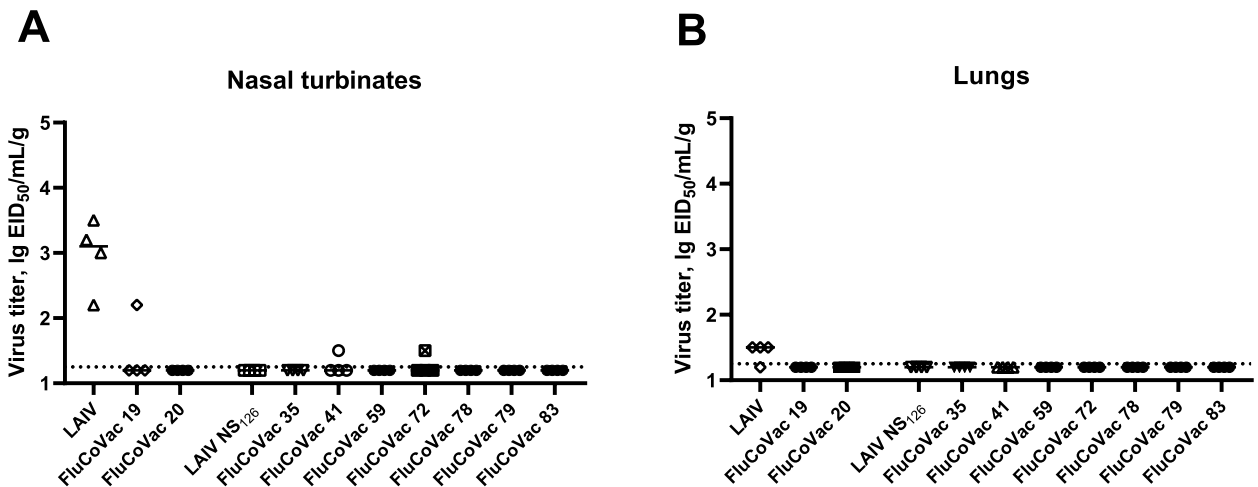 A
Nasal turbinates
Virus titer, lg EID50/mL/g
5
4
3
2
1
LAIV
FluCoVac 19
FluCoVac 20
LAIV NS126
FluCoVac 35
FluCoVac 41
FluCoVac 59
FluCoVac 72
FluCoVac 78
FluCoVac 79
FluCoVac 83
B
Lungs
Virus titer, lg EID50/mL/g
5
4
3
2
1
LAIV
FluCoVac 19
FluCoVac 20
LAIV NS126
FluCoVac 35
FluCoVac 41
FluCoVac 59
FluCoVac 72
FluCoVac 78
FluCoVac 79
FluCoVac 83